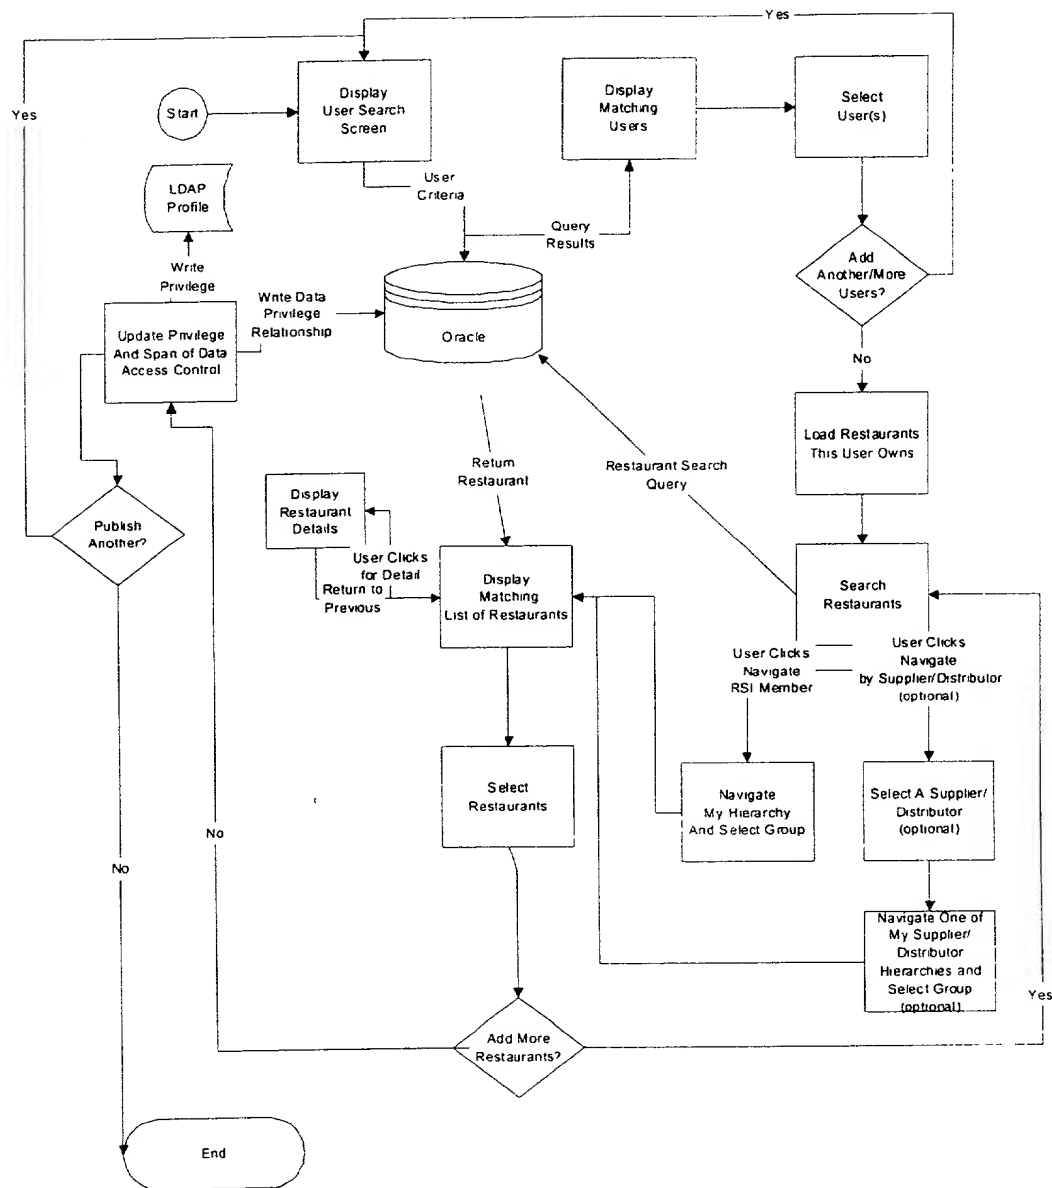 Yes
Yes
Start
Display
User Search
Screen
Display
Matching
Users
Select
User(s)
LDAP
Profile
User
Criteria
Query
Results
Write
Privilege
Add
Another/More
Users?
Write Data
Privilege
Relationship
Oracle
Update Privilege
And Span of Data
Access Control
No
Load Restaurants
This User Owns
Return
Restaurant
Restaurant Search
Query
Display
Restaurant
Details
Publish
Another?
User Clicks
for Detail
Return to
Previous
Display
Matching
List of Restaurants
Search
Restaurants
User Clicks
Navigate
RSI Member
User Clicks
Navigate
by Supplier/Distributor
(optional)
Select
Restaurants
Navigate
My Hierarchy
And Select Group
Select A Supplier/
Distributor
(optional)
No
No
Navigate One of
My Supplier/
Distributor
Hierarchies and
Select Group
(optional)
Yes
Add More
Restaurants?
End